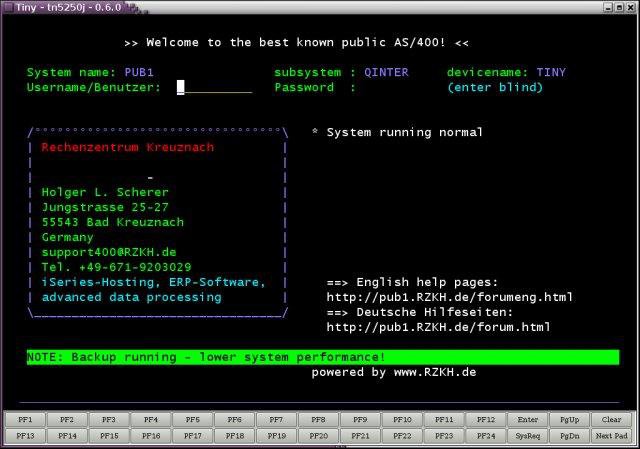 Tiny - tn5250j - 0.6.0
>> Welcome to the best known public AS/400! <<
System name: PUB1 subsystem : QINTER devicename: TINY
Username/Benutzer: Password : (enter blind)
* System running normal
Rechenzentrum Kreuznach
-
Holger L. Scherer
Jungstrasse 25-27
55543 Bad Kreuznach
Germany
support400@RZKH.de
Tel. +49-671-9203029
iSeries-Hosting, ERP-Software,
advanced data processing
==> English help pages:
http://pub1.RZKH.de/forumeng.html
==> Deutsche Hilfeseiten:
http://pub1.RZKH.de/forum.html
NOTE: Backup running - lower system performance!
powered by www.RZKH.de
PF1 PF2 PF3 PF4 PF5 PF6 PF7 PF8 PF9 PF10 PF11 PF12 Enter PgUp Clear
PF13 PF14 PF15 PF16 PF17 PF18 PF19 PF20 PF21 PF22 PF23 PF24 SysReq PgDn Next Pad